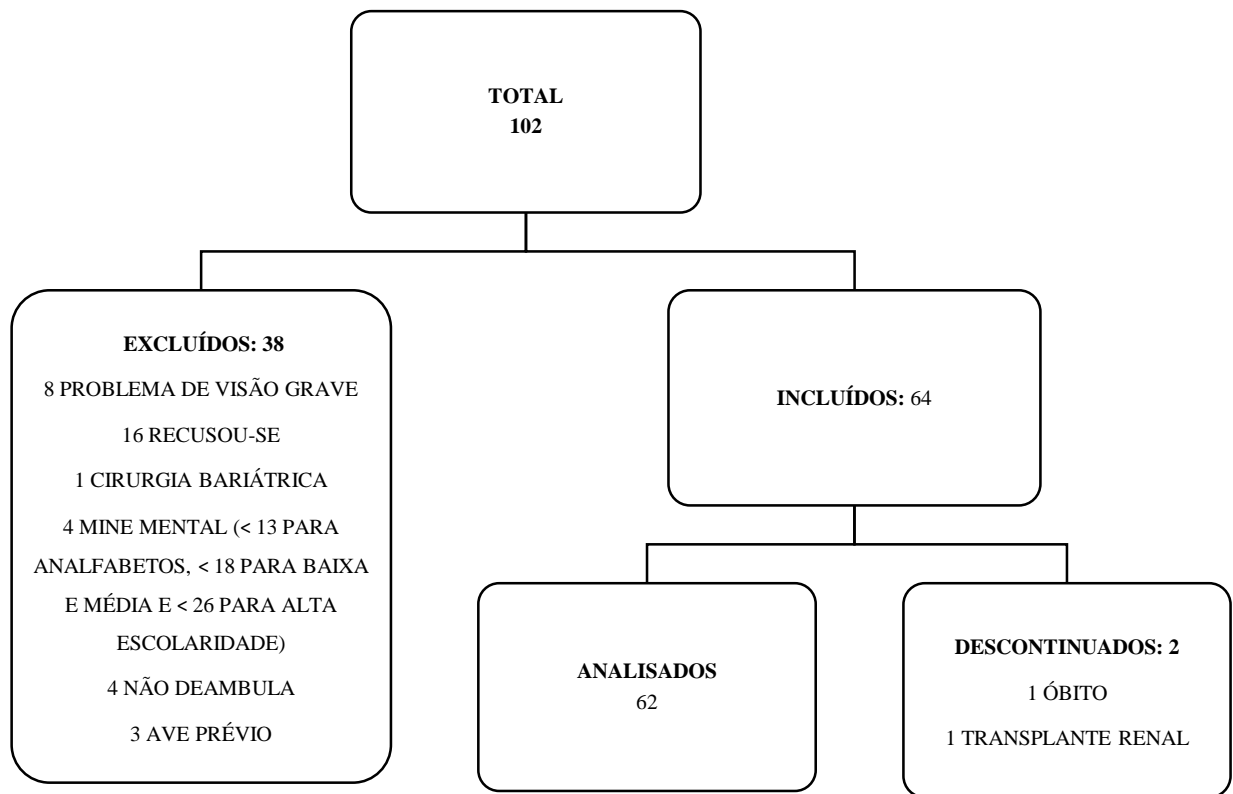 TOTAL
102
EXCLUÍDOS: 38
8 PROBLEMA DE VISÃO GRAVE
16 RECUSOU-SE
1 CIRURGIA BARIÁTRICA
4 MINE MENTAL (< 13 PARA
ANALFABETOS, < 18 PARA BAIXA
E MÉDIA E < 26 PARA ALTA
ESCOLARIDADE)
4 NÃO DEAMBULA
3 AVE PRÉVIO
INCLUÍDOS: 64
ANALISADOS
62
DESCONTINUADOS: 2
1 ÓBITO
1 TRANSPLANTE RENAL